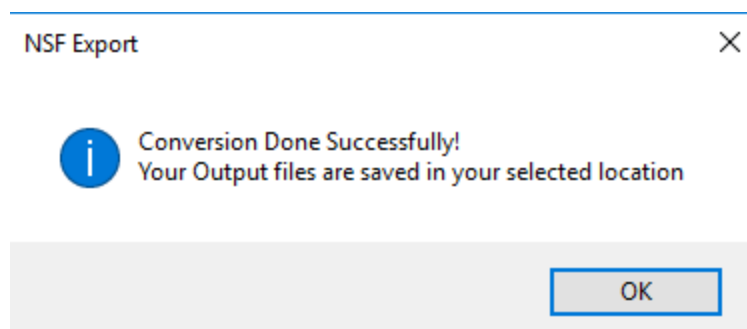 NSF Export
Conversion Done Successfully!
Your Output files are saved in your selected location
OK